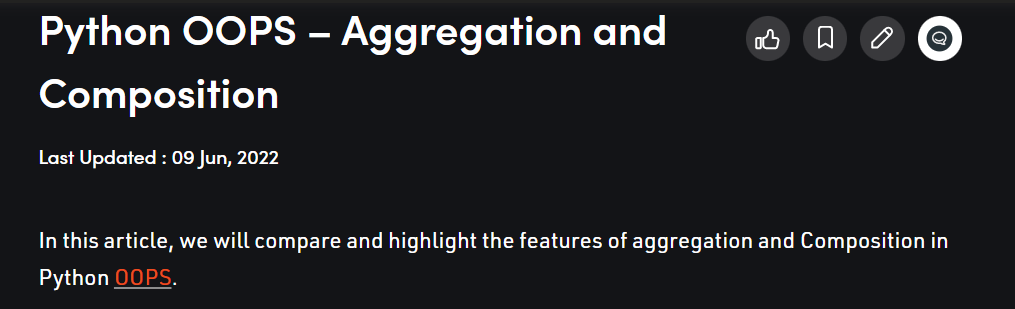 Python OOPS – Aggregation and
Composition
Last Updated : 09 Jun, 2022
In this article, we will compare and highlight the features of aggregation and Composition in
Python OOPS.